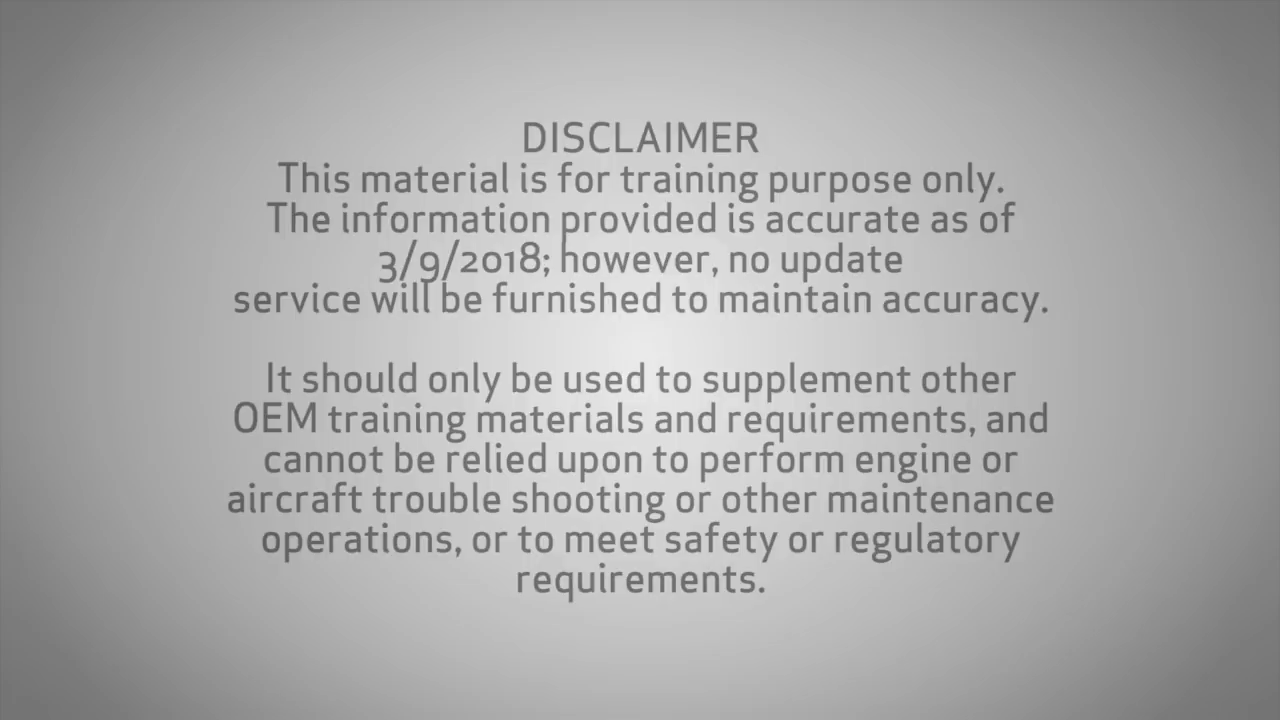 DISCLAIMER
This material is for training purpose only.
The information provided is accurate as of
3/9/2018; however, no update
service will be furnished to maintain accuracy.
It should only be used to supplement other
OEM training materials and requirements, and
cannot be relied upon to perform engine or
aircraft trouble shooting or other maintenance
operations, or to meet safety or regulatory
requirements.